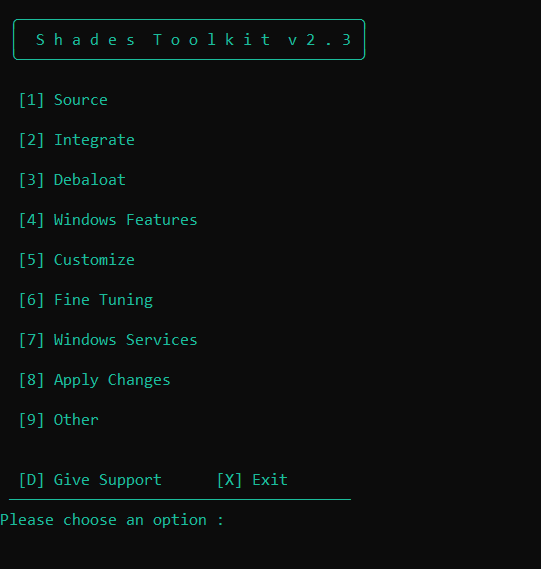 S h a d e s  T o o l k i t  v 2 . 3
[1] Source
[2] Integrate
[3] Debaloat
[4] Windows Features
[5] Customize
[6] Fine Tuning
[7] Windows Services
[8] Apply Changes
[9] Other
[D] Give Support      [X] Exit
Please choose an option :